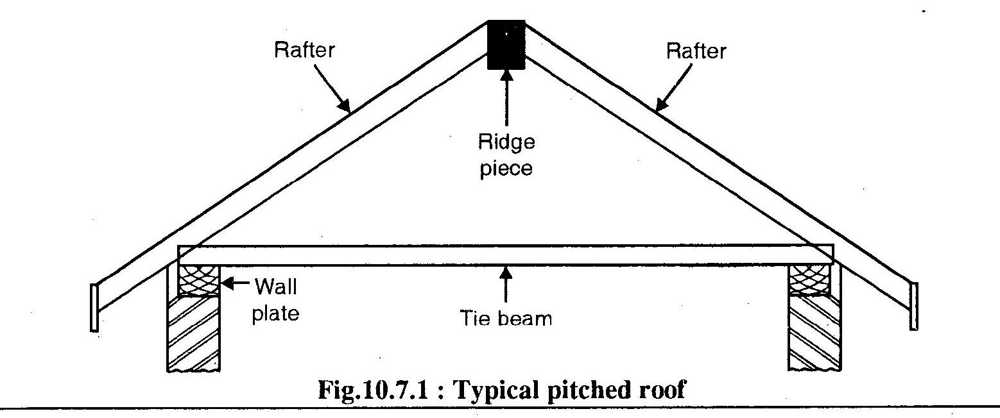 Rafter
Rafter
Ridge
piece
Wall
plate
Tie beam
Fig.10.7.1 : Typical pitched roof